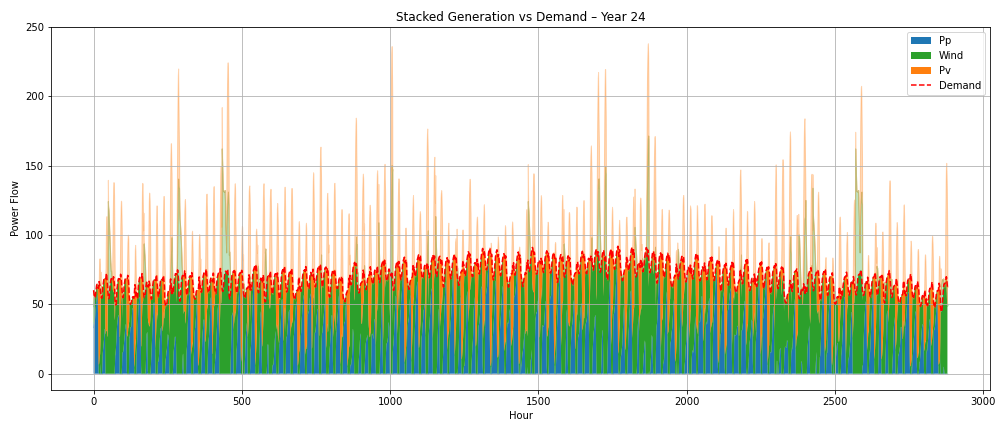 Stacked Generation vs Demand – Year 24
Power Flow
250
200
150
100
50
0
Pp
Wind
Pv
Demand
0 500 1000 1500 2000 2500 3000
Hour